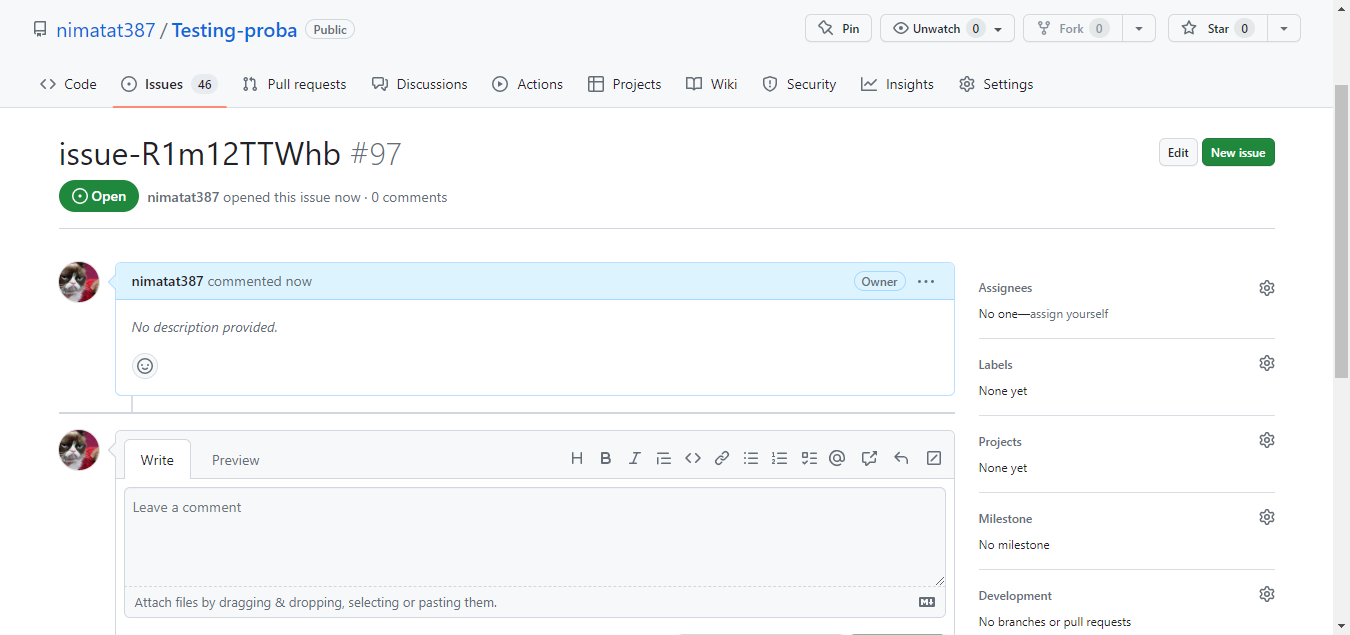 nimatat387 / Testing-proba Public
Pin Unwatch 0 Fork 0 Star 0
Code Issues 46 Pull requests Discussions Actions Projects Wiki Security Insights Settings
issue-R1m12TTWhb #97
Edit New issue
Open nimatat387 opened this issue now · 0 comments
nimatat387 commented now Owner
No description provided.
Assignees
No one—assign yourself
Labels
None yet
Projects
None yet
Milestone
No milestone
Development
No branches or pull requests
Write Preview
Leave a comment
Attach files by dragging & dropping, selecting or pasting them.